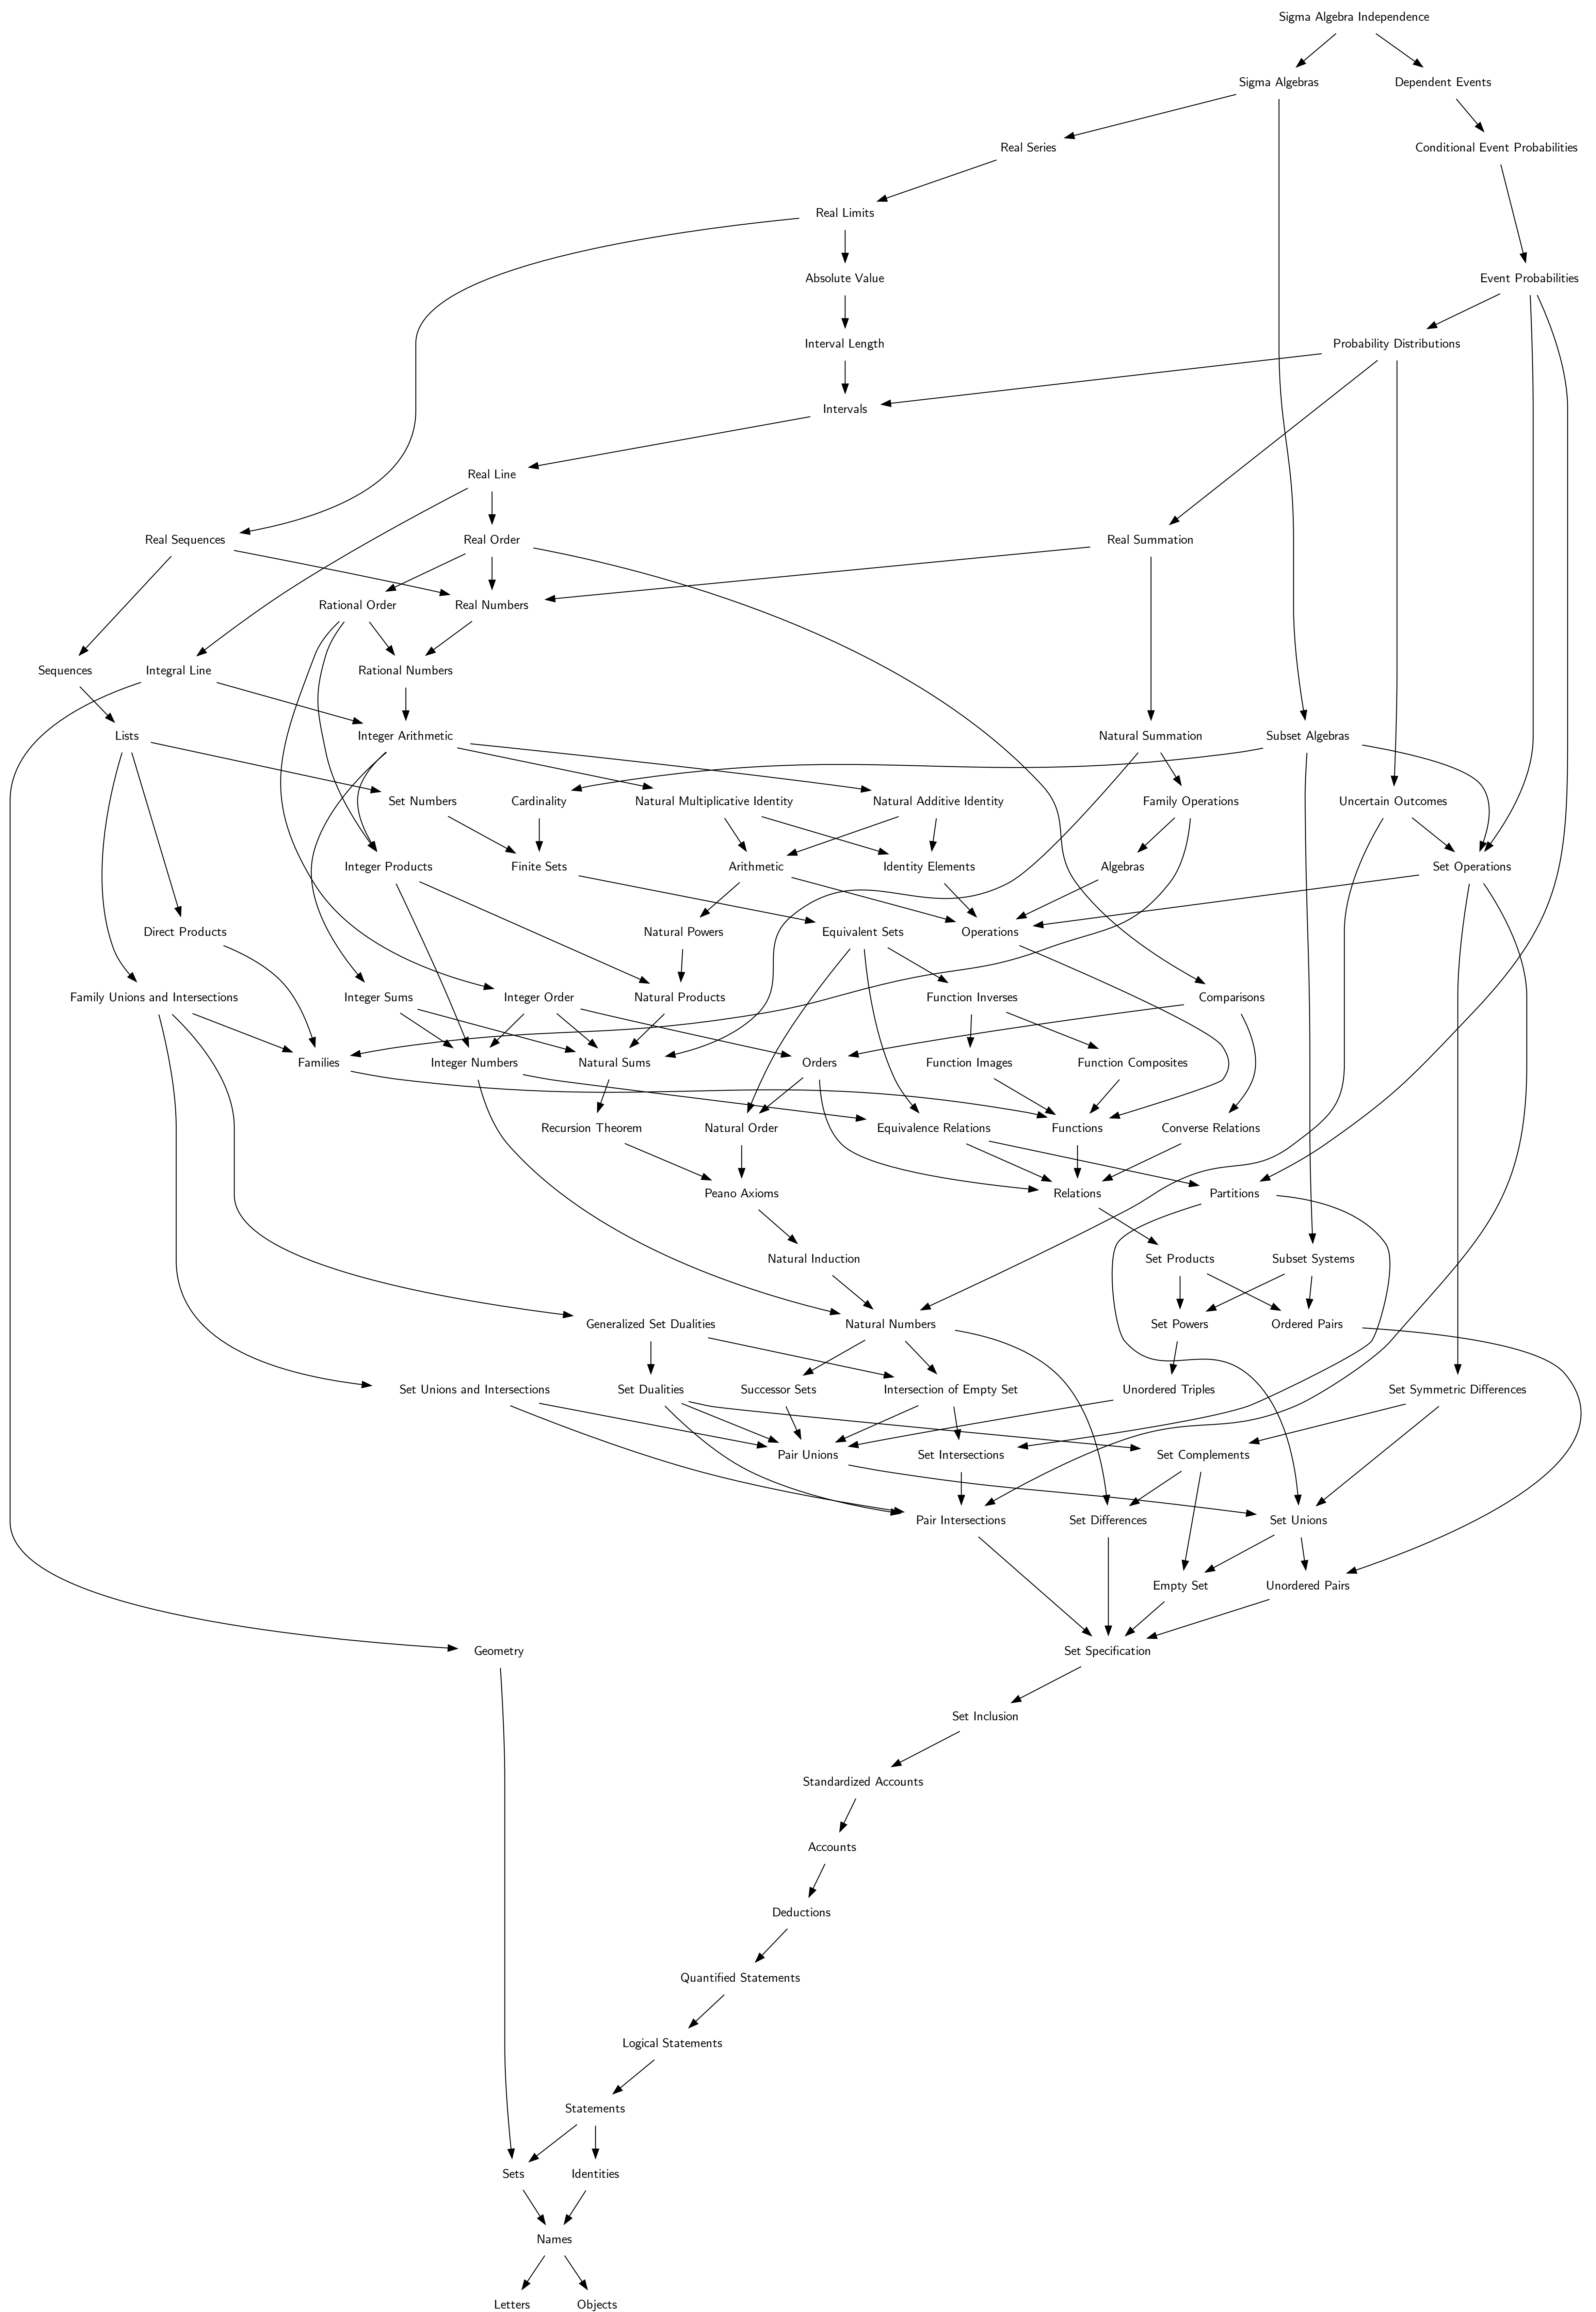 Sigma Algebra Independence
Sigma Algebras
Dependent Events
Real Series
Conditional Event Probabilities
Real Limits
Absolute Value
Event Probabilities
Interval Length
Probability Distributions
Intervals
Real Line
Real Sequences
Real Order
Real Summation
Rational Order
Real Numbers
Sequences
Integral Line
Rational Numbers
Lists
Integer Arithmetic
Natural Summation
Subset Algebras
Set Numbers
Cardinality
Natural Multiplicative Identity
Natural Additive Identity
Family Operations
Uncertain Outcomes
Integer Products
Finite Sets
Arithmetic
Identity Elements
Algebras
Set Operations
Direct Products
Natural Powers
Equivalent Sets
Operations
Family Unions and Intersections
Integer Sums
Integer Order
Natural Products
Function Inverses
Comparisons
Families
Integer Numbers
Natural Sums
Orders
Function Images
Function Composites
Recursion Theorem
Natural Order
Equivalence Relations
Functions
Converse Relations
Peano Axioms
Relations
Partitions
Natural Induction
Set Products
Subset Systems
Generalized Set Dualities
Natural Numbers
Set Powers
Ordered Pairs
Set Unions and Intersections
Set Dualities
Successor Sets
Intersection of Empty Set
Unordered Triples
Set Symmetric Differences
Pair Unions
Set Intersections
Set Complements
Pair Intersections
Set Differences
Set Unions
Empty Set
Unordered Pairs
Geometry
Set Specification
Set Inclusion
Standardized Accounts
Accounts
Deductions
Quantified Statements
Logical Statements
Statements
Sets
Identities
Names
Letters
Objects